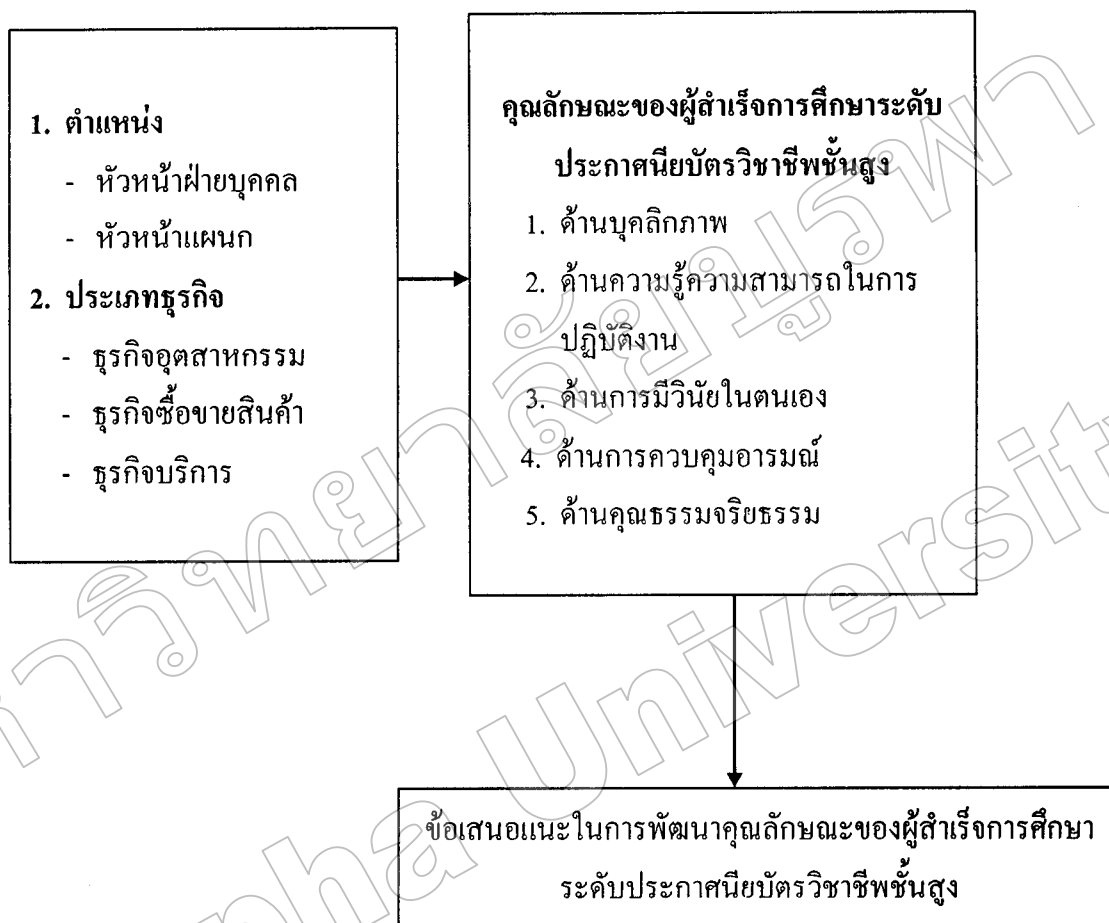 1. ตำแหน่ง
- หัวหน้าฝ่ายบุคคล
- หัวหน้าแผนก
2. ประเภทธุรกิจ
- ธุรกิจอุตสาหกรรม
- ธุรกิจซื้อขายสินค้า
- ธุรกิจบริการ
คุณลักษณะของผู้สำเร็จการศึกษาระดับ
ประกาศนียบัตรวิชาชีพชั้นสูง
1. ด้านบุคลิกภาพ
2. ด้านความรู้ความสามารถในการ
ปฏิบัติงาน
3. ด้านการมีวินัยในตนเอง
4. ด้านการควบคุมอารมณ์
5. ด้านคุณธรรมจริยธรรม
ข้อเสนอแนะในการพัฒนาคุณลักษณะของผู้สำเร็จการศึกษา
ระดับประกาศนียบัตรวิชาชีพชั้นสูง